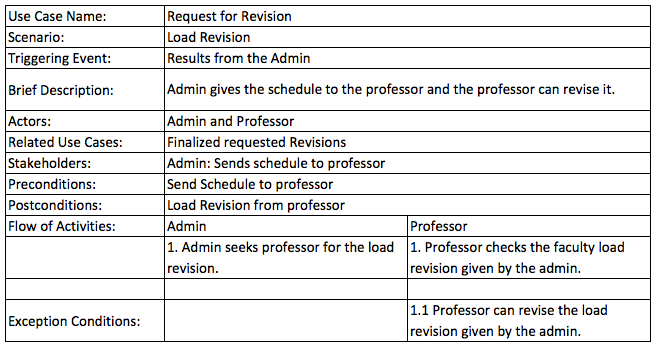 Use Case Name: Request for Revision
Scenario: Load Revision
Triggering Event: Results from the Admin
Brief Description: Admin gives the schedule to the professor and the professor can revise it.
Actors: Admin and Professor
Related Use Cases: Finalized requested Revisions
Stakeholders: Admin: Sends schedule to professor
Preconditions: Send Schedule to professor
Postconditions: Load Revision from professor
Flow of Activities: Admin Professor
1. Admin seeks professor for the load
revision.
1. Professor checks the faculty load
revision given by the admin.
Exception Conditions:
1.1 Professor can revise the load
revision given by the admin.